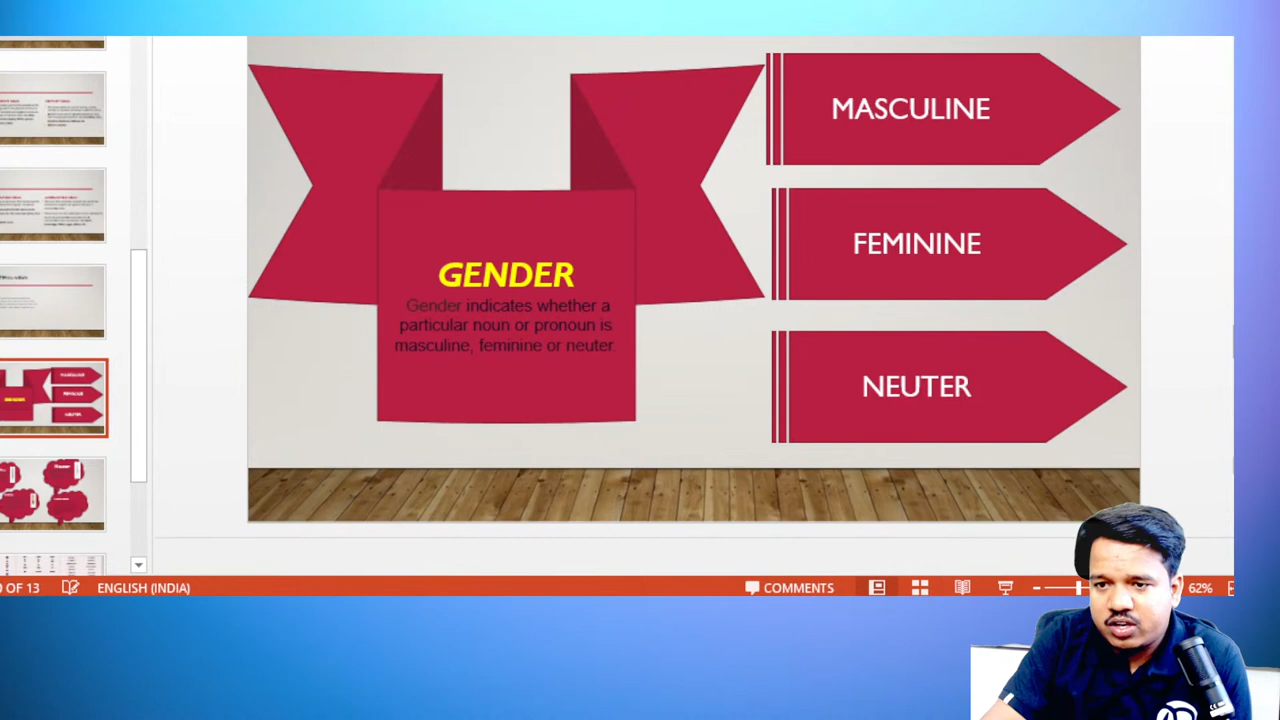 MASCULINE
FEMININE
GENDER
Gender indicates whether a
particular noun or pronoun is
masculine, feminine or neuter.
NEUTER
OF 13
ENGLISH (INDIA)
COMMENTS
62%